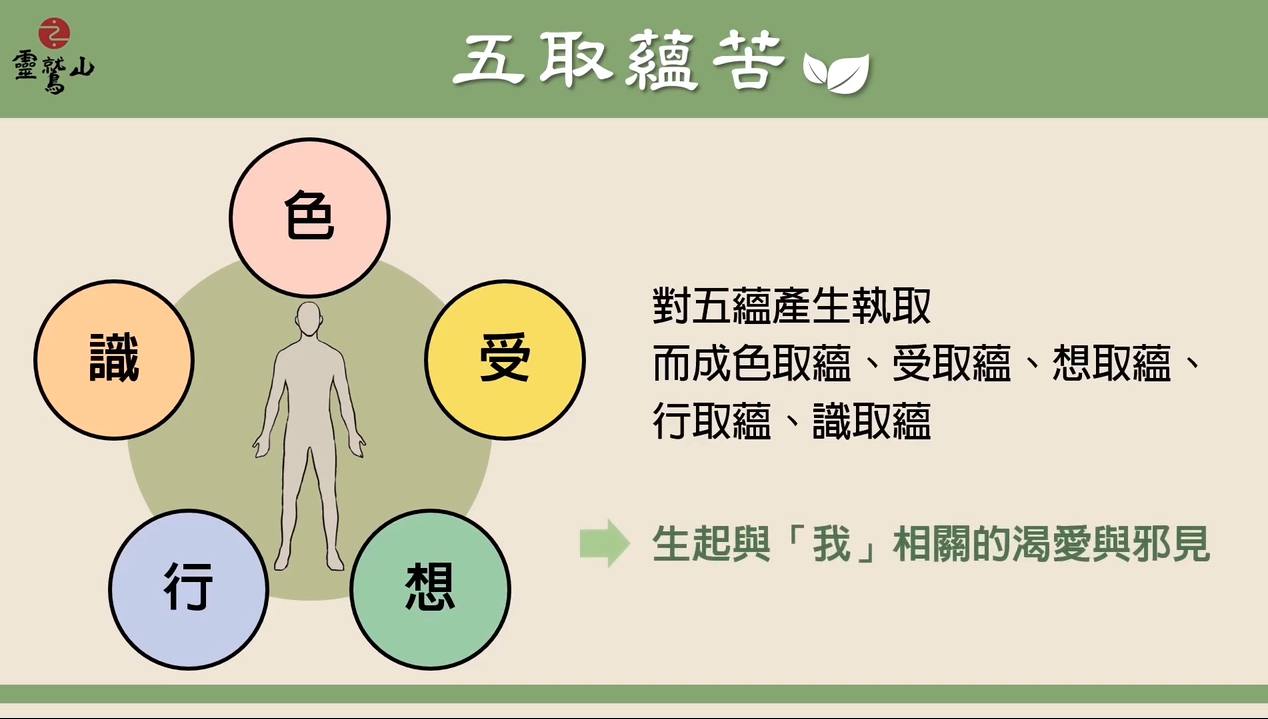 靈鷲山
五取蘊苦
色
識
受
行
想
對五蘊產生執取
而成色取蘊、受取蘊、想取蘊、
行取蘊、識取蘊
生起與「我」相關的渴愛與邪見